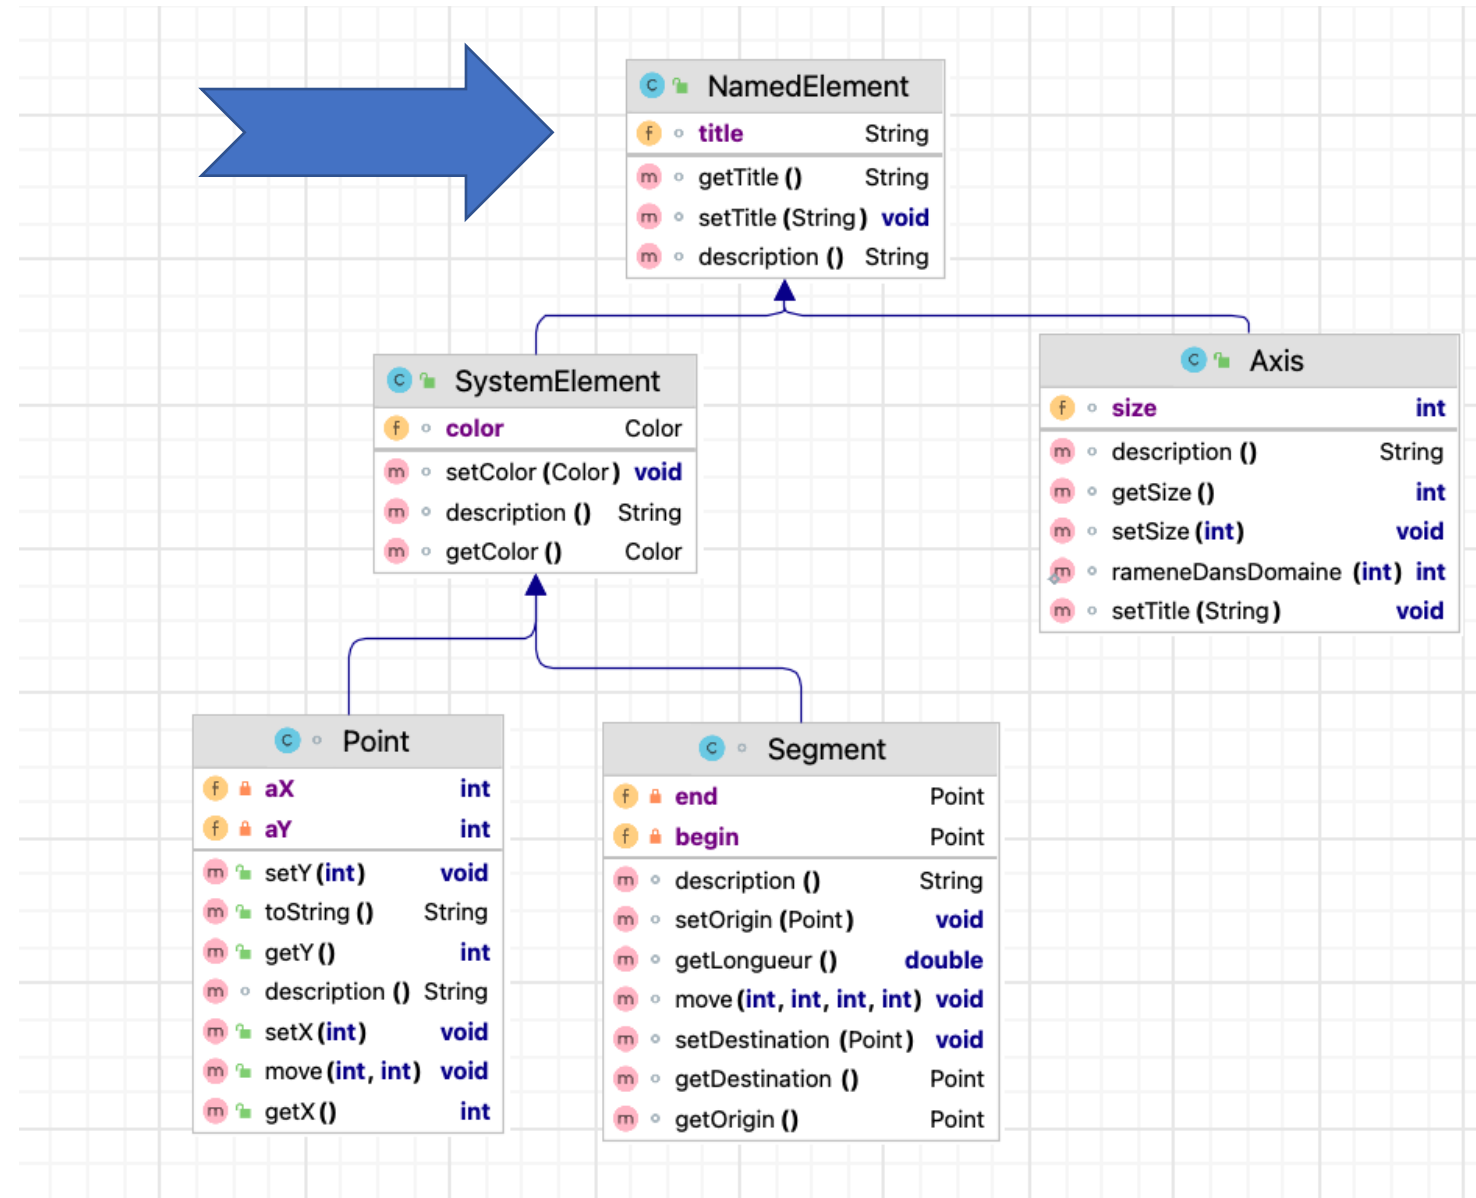 C NamedElement
f title String
m getTitle () String
m setTitle (String) void
m description () String
C SystemElement
f color Color
m setColor (Color) void
m description () String
m getColor () Color
C Axis
f size int
m description () String
m getSize () int
m setSize (int) void
m rameneDansDomaine (int) int
m setTitle (String) void
C Point
f aX int
f aY int
m setY (int) void
m toString () String
m getY () int
m description () String
m setX (int) void
m move (int, int) void
m getX () int
C Segment
f end Point
f begin Point
m description () String
m setOrigin (Point) void
m getLongueur () double
m move (int, int, int, int) void
m setDestination (Point) void
m getDestination () Point
m getOrigin () Point